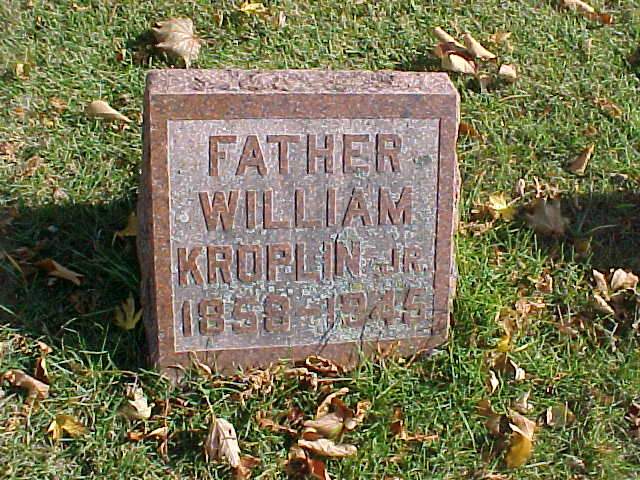 FATHER
WILLIAM
KROPLIN JR.
1858-1945